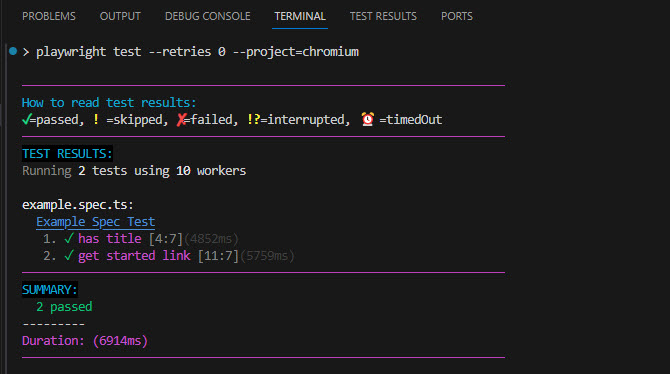 PROBLEMS OUTPUT DEBUG CONSOLE TERMINAL TEST RESULTS PORTS
> playwright test --retries 0 --project=chromium
How to read test results:
✓=passed, ! =skipped, ✘=failed, !?=interrupted, ⏰ =timedOut
TEST RESULTS:
Running 2 tests using 10 workers
example.spec.ts:
Example Spec Test
1. ✓ has title [4:7](4852ms)
2. ✓ get started link [11:7](5759ms)
SUMMARY:
2 passed
---------
Duration: (6914ms)